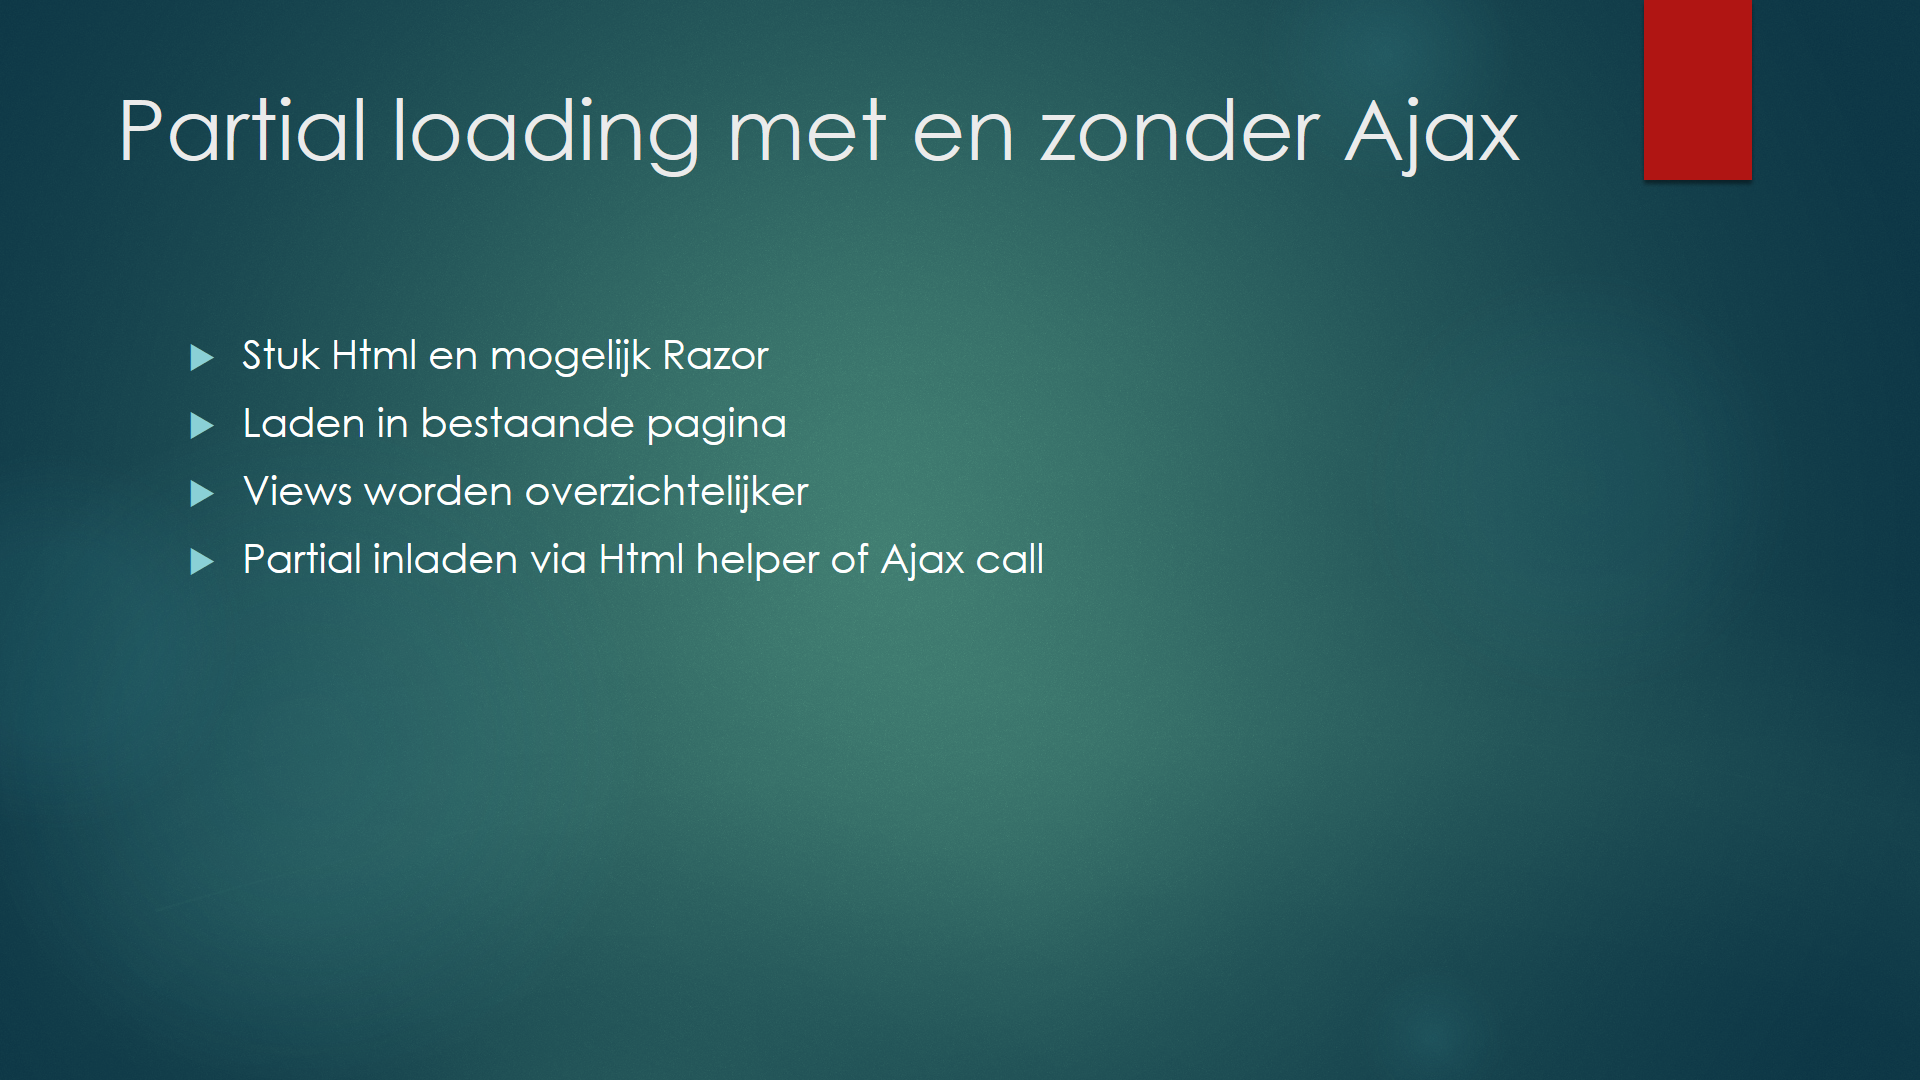 Partial loading met en zonder Ajax
Stuk Html en mogelijk Razor
Laden in bestaande pagina
Views worden overzichtelijker
Partial inladen via Html helper of Ajax call